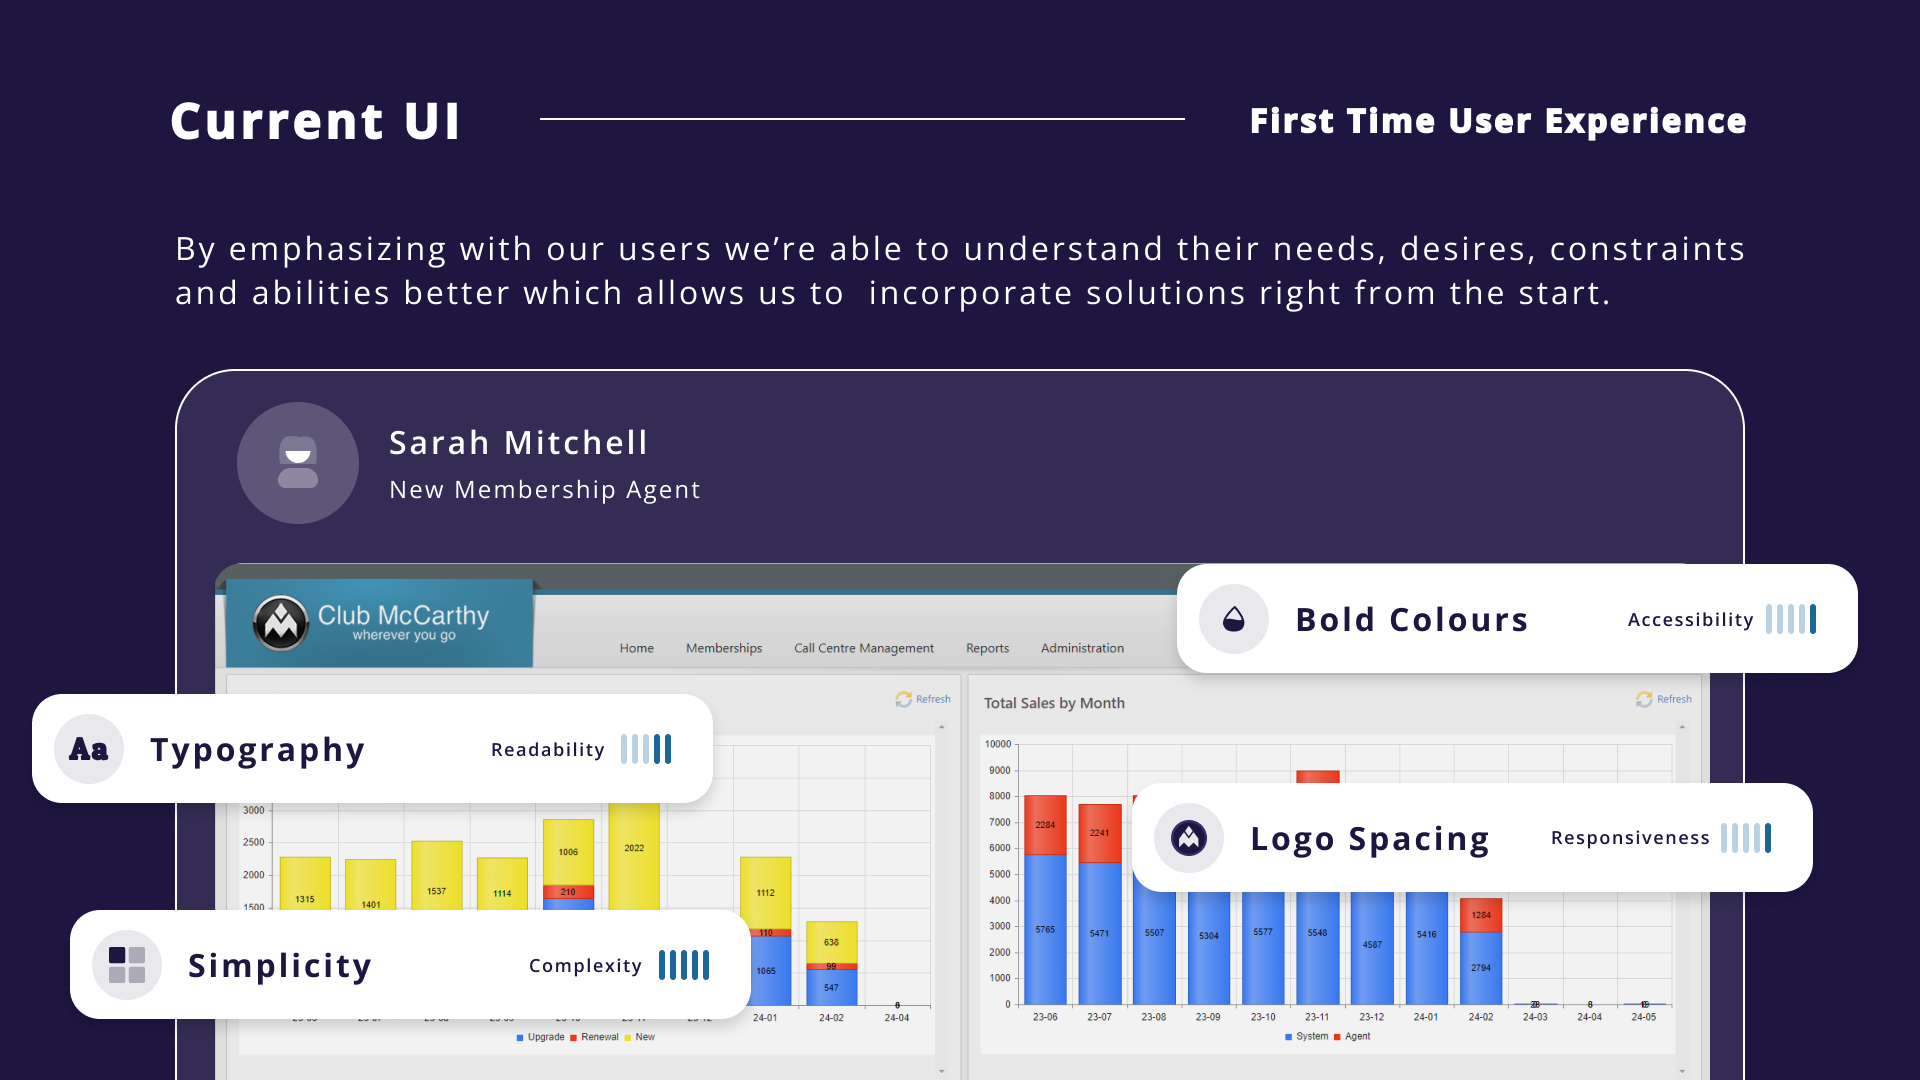 Current UI
First Time User Experience
By emphasizing with our users we’re able to understand their needs, desires, constraints
and abilities better which allows us to incorporate solutions right from the start.
Sarah Mitchell
New Membership Agent
Club McCarthy
wherever you go
Home Memberships Call Centre Management Reports Administration
Bold Colours
Accessibility
Aa
Typography
Readability
Refresh
3000
2500
2000
1500
1315
1401
1537
1114
1006
210
2022
1112
110
1065
638
99
547
24-01 24-02 24-04
Upgrade Renewal New
Simplicity
Complexity
Total Sales by Month
Refresh
10000
9000
8000
7000
6000
5000
4000
3000
2000
1000
0
2284
5765
2241
5471
5507
5304
5577
5548
4587
5416
1284
2794
23-06 23-07 23-08 23-09 23-10 23-11 23-12 24-01 24-02 24-03 24-04 24-05
System Agent
Logo Spacing
Responsiveness